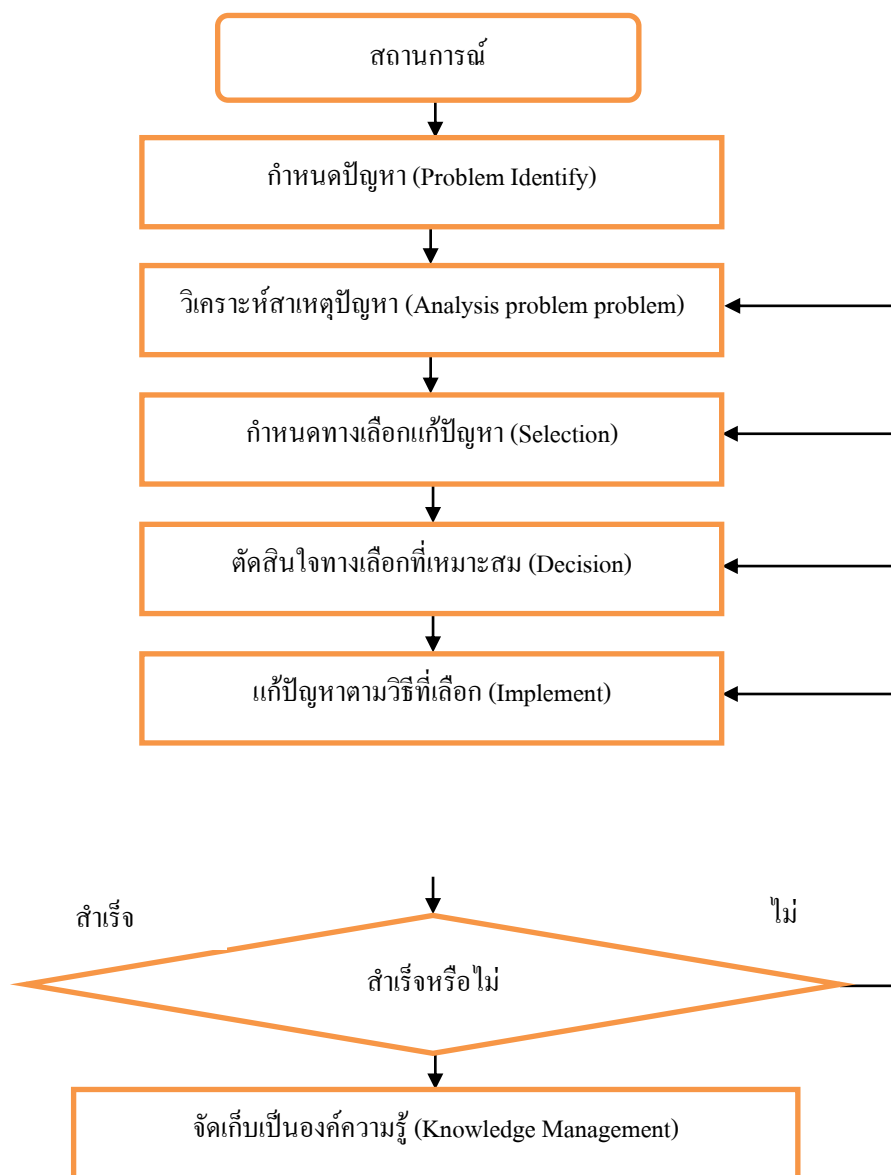 สถานการณ์
กำหนดปัญหา (Problem Identify)
วิเคราะห์สาเหตุปัญหา (Analysis problem problem)
กำหนดทางเลือกแก้ปัญหา (Selection)
ตัดสินใจทางเลือกที่เหมาะสม (Decision)
แก้ปัญหาตามวิธีที่เลือก (Implement)
สำเร็จ
ไม่
สำเร็จหรือไม่
จัดเก็บเป็นองค์ความรู้ (Knowledge Management)